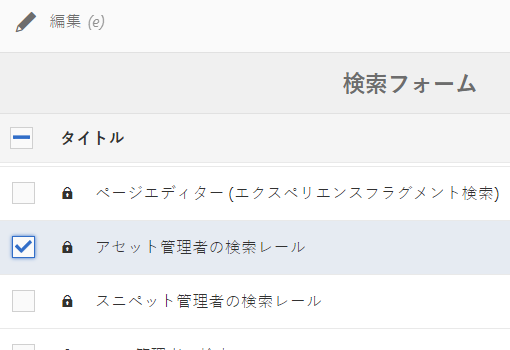 編集 (e)
検索フォーム
タイトル
ページエディター (エクスペリエンスフラグメント検索)
アセット管理者の検索レール
スニペット管理者の検索レール